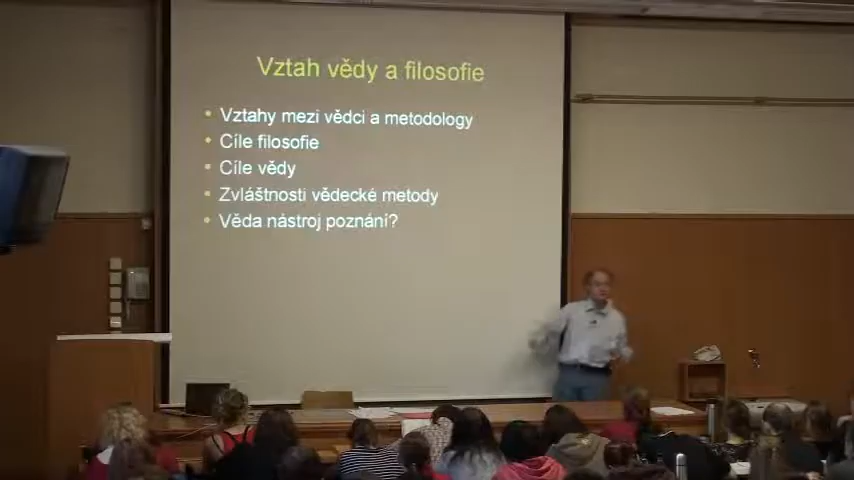 Vztah vědy a filosofie
Vztahy mezi vědci a metodology
Cíle filosofie
Cíle vědy
Zvláštnosti vědecké metody
Věda nástroj poznání?